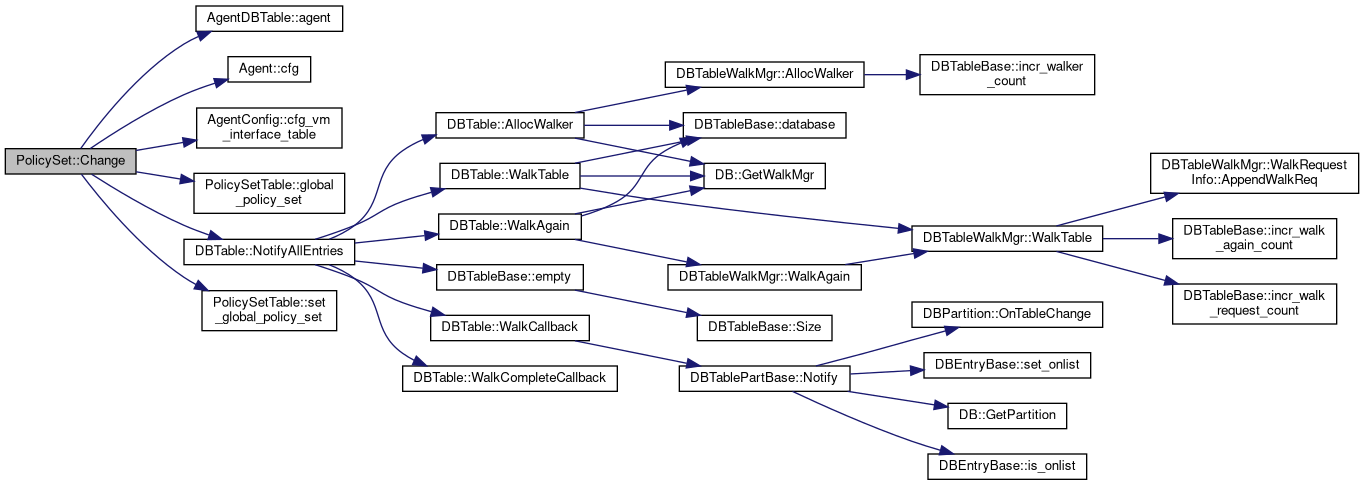 PolicySet::Change
AgentDBTable::agent
Agent::cfg
AgentConfig::cfg_vm
_interface_table
PolicySetTable::global
_policy_set
DBTable::NotifyAllEntries
PolicySetTable::set
_global_policy_set
DBTable::AllocWalker
DBTable::WalkTable
DBTable::WalkAgain
DBTableBase::empty
DBTable::WalkCallback
DBTable::WalkCompleteCallback
DBTableWalkMgr::AllocWalker
DBTableBase::database
DB::GetWalkMgr
DBTableWalkMgr::WalkAgain
DBTableBase::Size
DBTablePartBase::Notify
DBTableBase::incr_walker
_count
DBTableWalkMgr::WalkTable
DBPartition::OnTableChange
DBEntryBase::set_onlist
DB::GetPartition
DBEntryBase::is_onlist
DBTableWalkMgr::WalkRequest
Info::AppendWalkReq
DBTableBase::incr_walk
_again_count
DBTableBase::incr_walk
_request_count